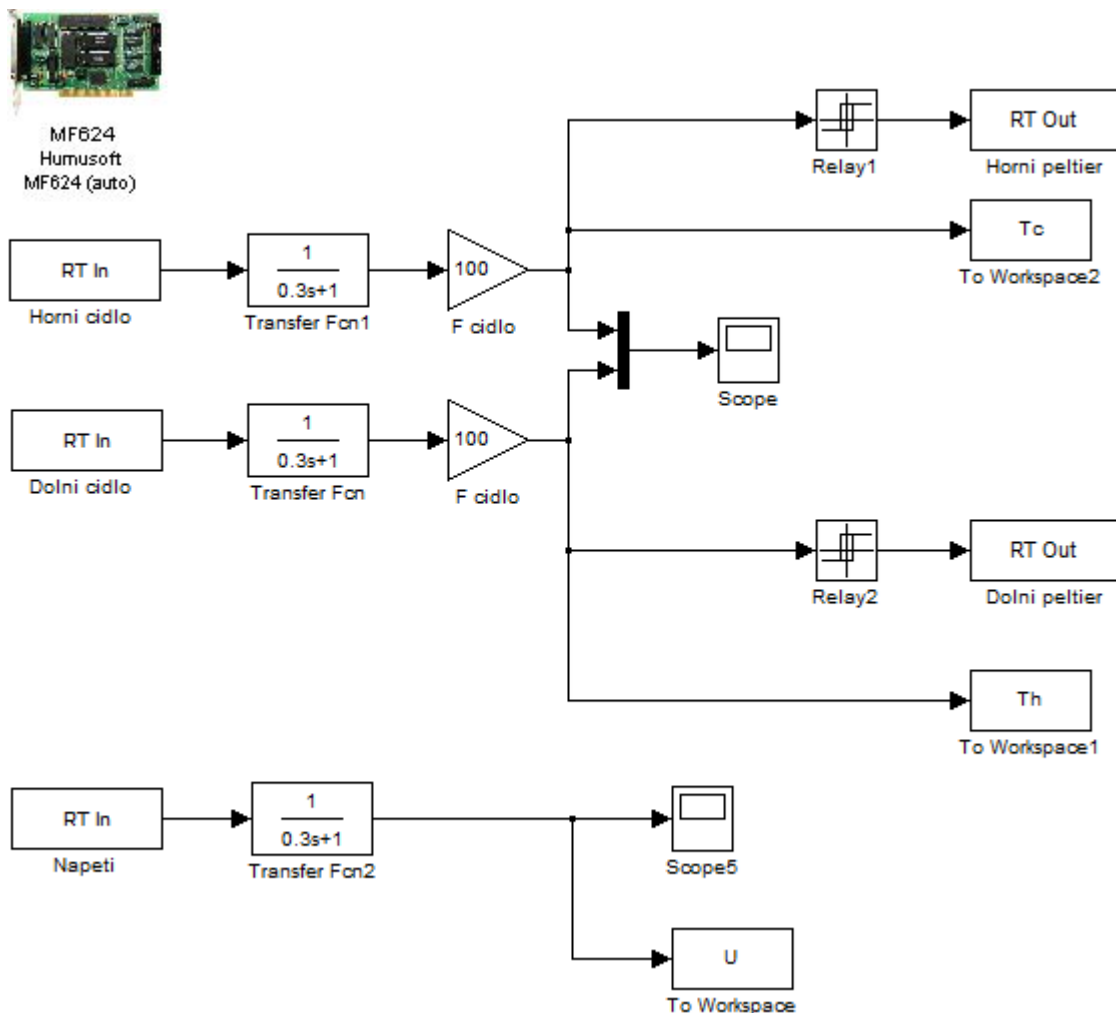 MF624
Humusoft
MF624 (auto)
Relay1
RT Out
Horni peltier
Tc
To Workspace2
RT In
Horni cidlo
1
0.3s+1
Transfer Fcn1
100
F cidlo
Scope
RT In
Dolni cidlo
1
0.3s+1
Transfer Fcn
100
F cidlo
Relay2
RT Out
Dolni peltier
Th
To Workspace1
RT In
Napeti
1
0.3s+1
Transfer Fcn2
Scope5
U
To Workspace